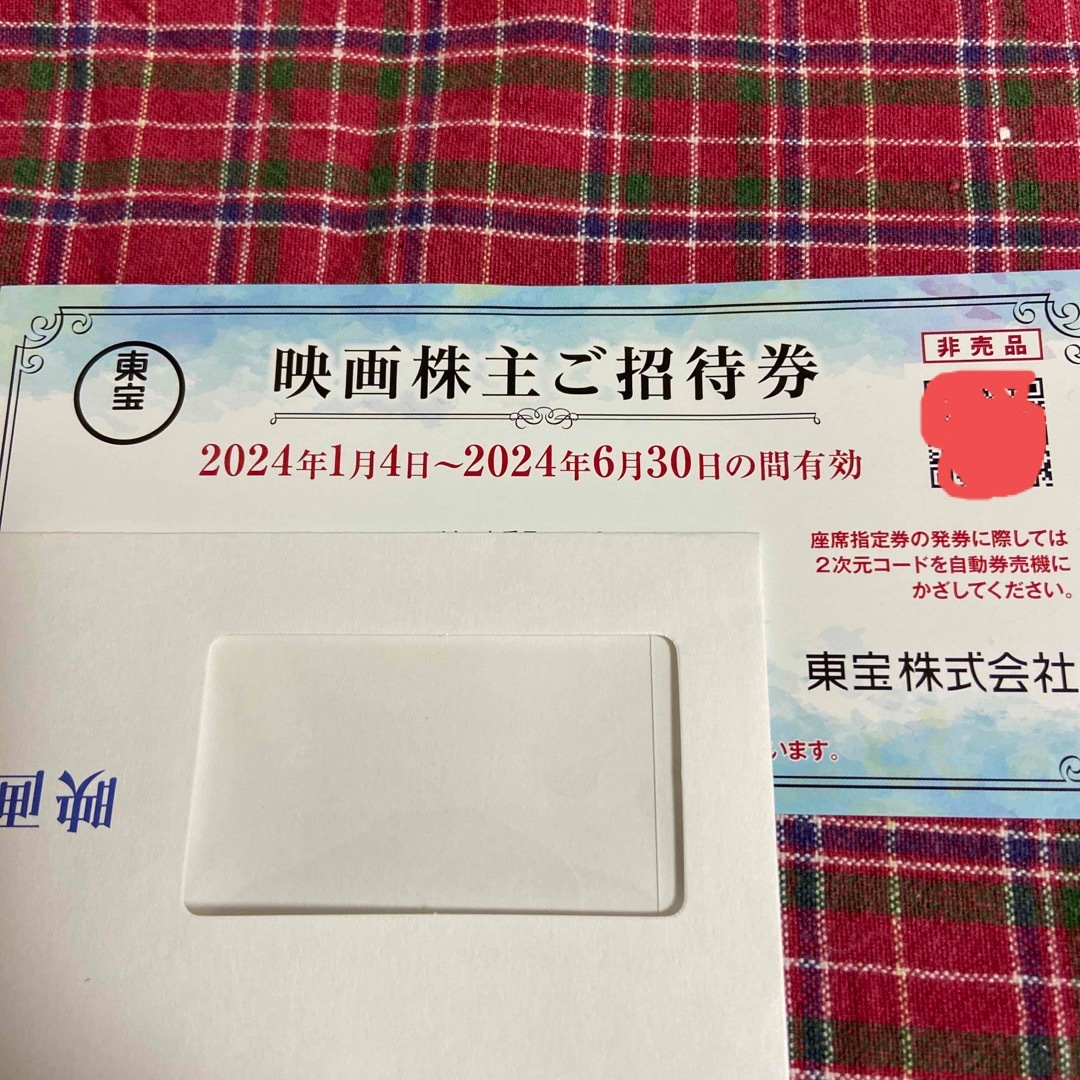 東宝
映画株主ご招待券
非売品
2024年1月4日～2024年6月30日の間有効
座席指定券の発券に際しては
2次元コードを自動券売機に
かざしてください。
東宝株式会社
います。
映画